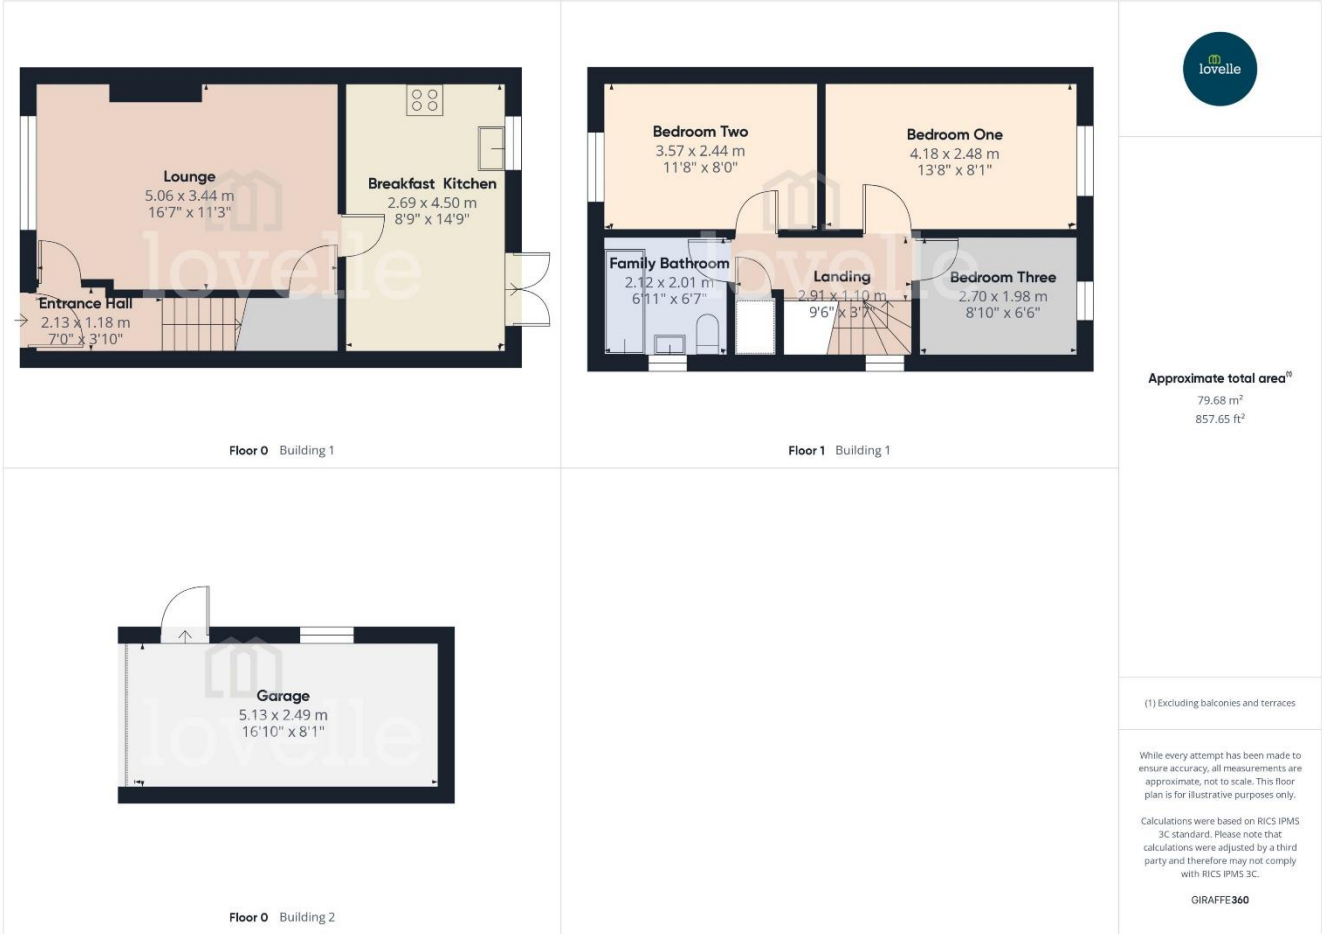 Lounge
5.06 x 3.44 m
16'7" x 11'3"
Breakfast Kitchen
2.69 x 4.50 m
8'9" x 14'9"
Entrance Hall
2.13 x 1.18 m
7'0" x 3'10"
lovelle
Floor 0 Building 1
Bedroom Two
3.57 x 2.44 m
11'8" x 8'0"
Bedroom One
4.18 x 2.48 m
13'8" x 8'1"
Family Bathroom
2.12 x 2.01 m
6'11" x 6'7"
Landing
2.91 x 1.10 m
9'6" x 3'7"
Bedroom Three
2.70 x 1.98 m
8'10" x 6'6"
lovelle
Floor 1 Building 1
Garage
5.13 x 2.49 m
16'10" x 8'1"
lovelle
Floor 0 Building 2
lovelle
Approximate total area(1)
79.68 m²
857.65 ft²
(1) Excluding balconies and terraces
While every attempt has been made to
ensure accuracy, all measurements are
approximate, not to scale. This floor
plan is for illustrative purposes only.
Calculations were based on RICS IPMS
3C standard. Please note that
calculations were adjusted by a third
party and therefore may not comply
with RICS IPMS 3C.
GIRAFFE360